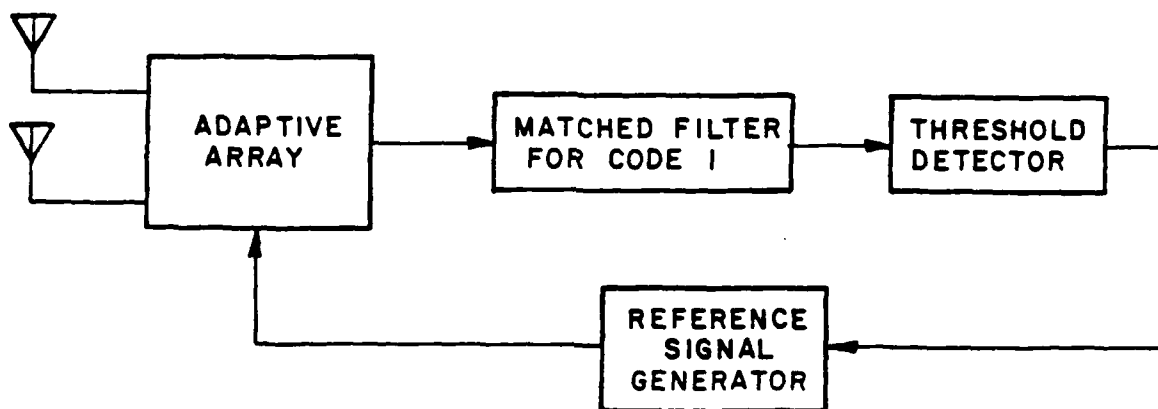 ADAPTIVE
ARRAY
MATCHED FILTER
FOR CODE 1
THRESHOLD
DETECTOR
REFERENCE
SIGNAL
GENERATOR